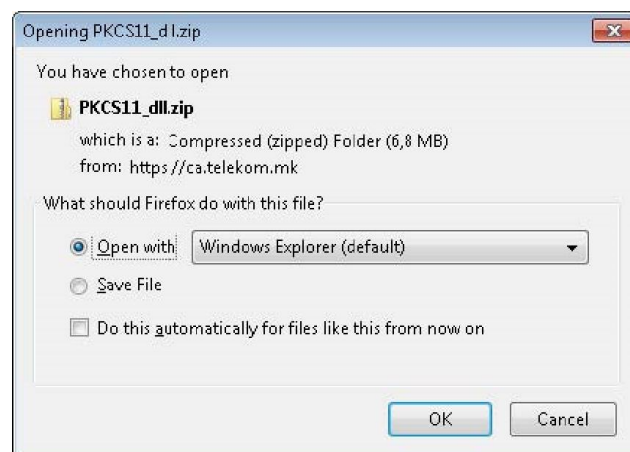 Opening PKCS11_dll.zip
You have chosen to open
PKCS11_dll.zip
which is a: Compressed (zipped) Folder (6,8 MB)
from: https://ca.telekom.mk
What should Firefox do with this file?
Open with Windows Explorer (default)
Save File
Do this automatically for files like this from now on
OK Cancel